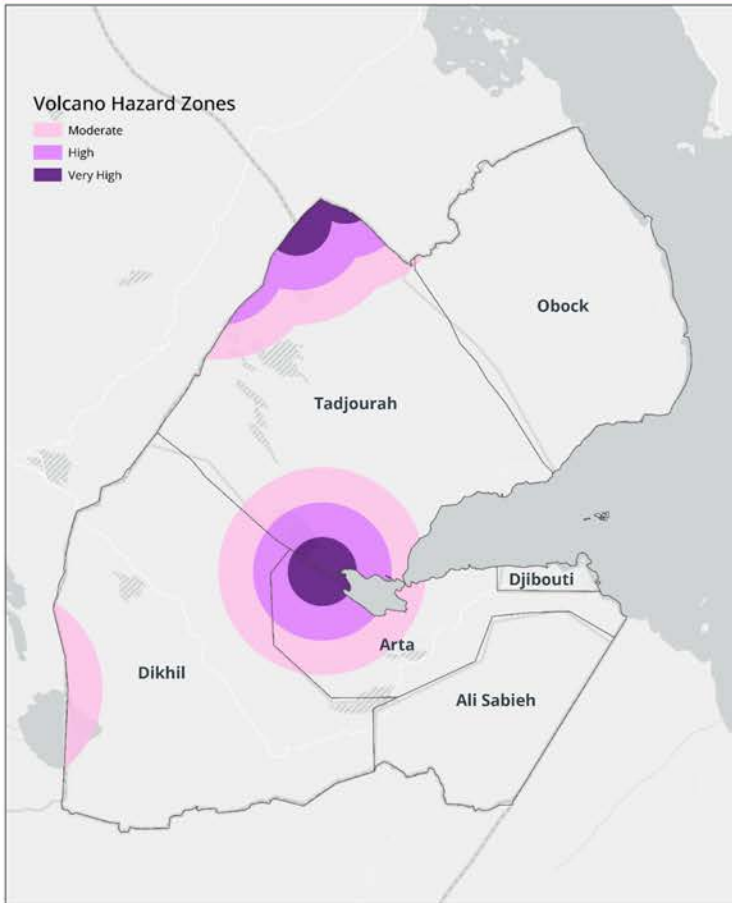 Volcano Hazard Zones
Moderate
High
Very High
Obock
Tadjourah
Djibouti
Arta
Dikhil
Ali Sabieh